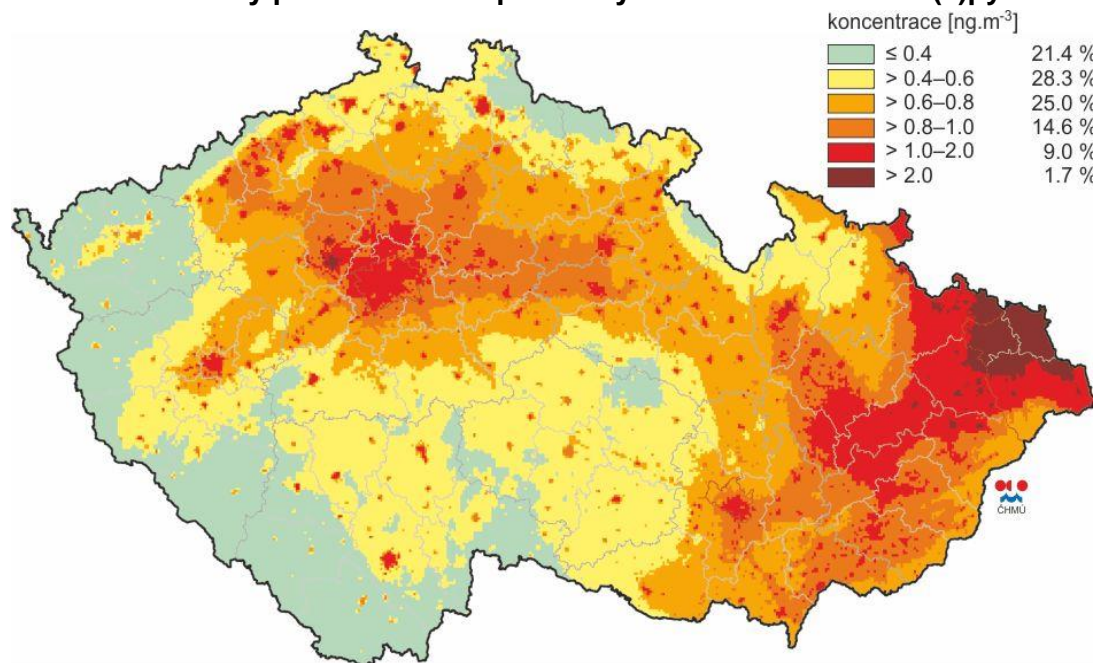 koncentrace [ng.m-3]
≤ 0.4 21.4 %
> 0.4–0.6 28.3 %
> 0.6–0.8 25.0 %
> 0.8–1.0 14.6 %
> 1.0–2.0 9.0 %
> 2.0 1.7 %
ČHMÚ